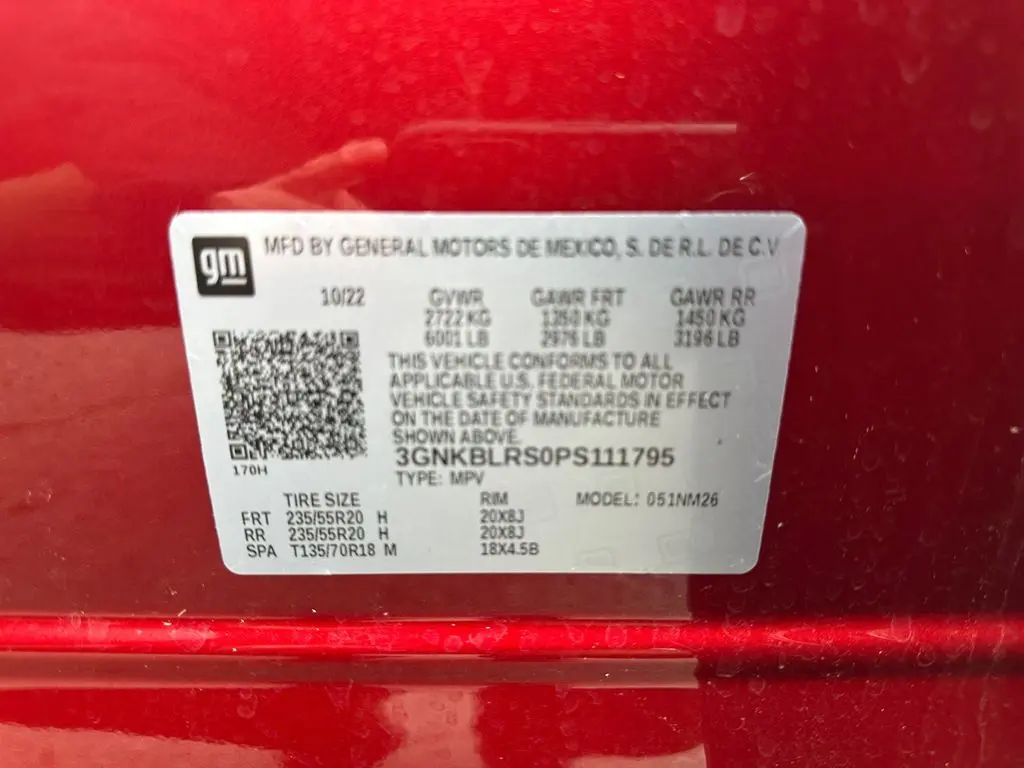 gm
MFD BY GENERAL MOTORS DE MEXICO, S. DE R.L. DE C.V
10/22
GVWR GAWR FRT GAWR RR
2722 KG 1350 KG 1450 KG
6001 LB 2976 LB 3196 LB
THIS VEHICLE CONFORMS TO ALL
APPLICABLE U.S. FEDERAL MOTOR
VEHICLE SAFETY STANDARDS IN EFFECT
ON THE DATE OF MANUFACTURE
SHOWN ABOVE.
3GNKBLRS0PS111795
170H
TYPE: MPV
TIRE SIZE RIM MODEL: 051NM26
FRT 235/55R20 H 20X8J
RR 235/55R20 H 20X8J
SPA T135/70R18 M 18X4.5B